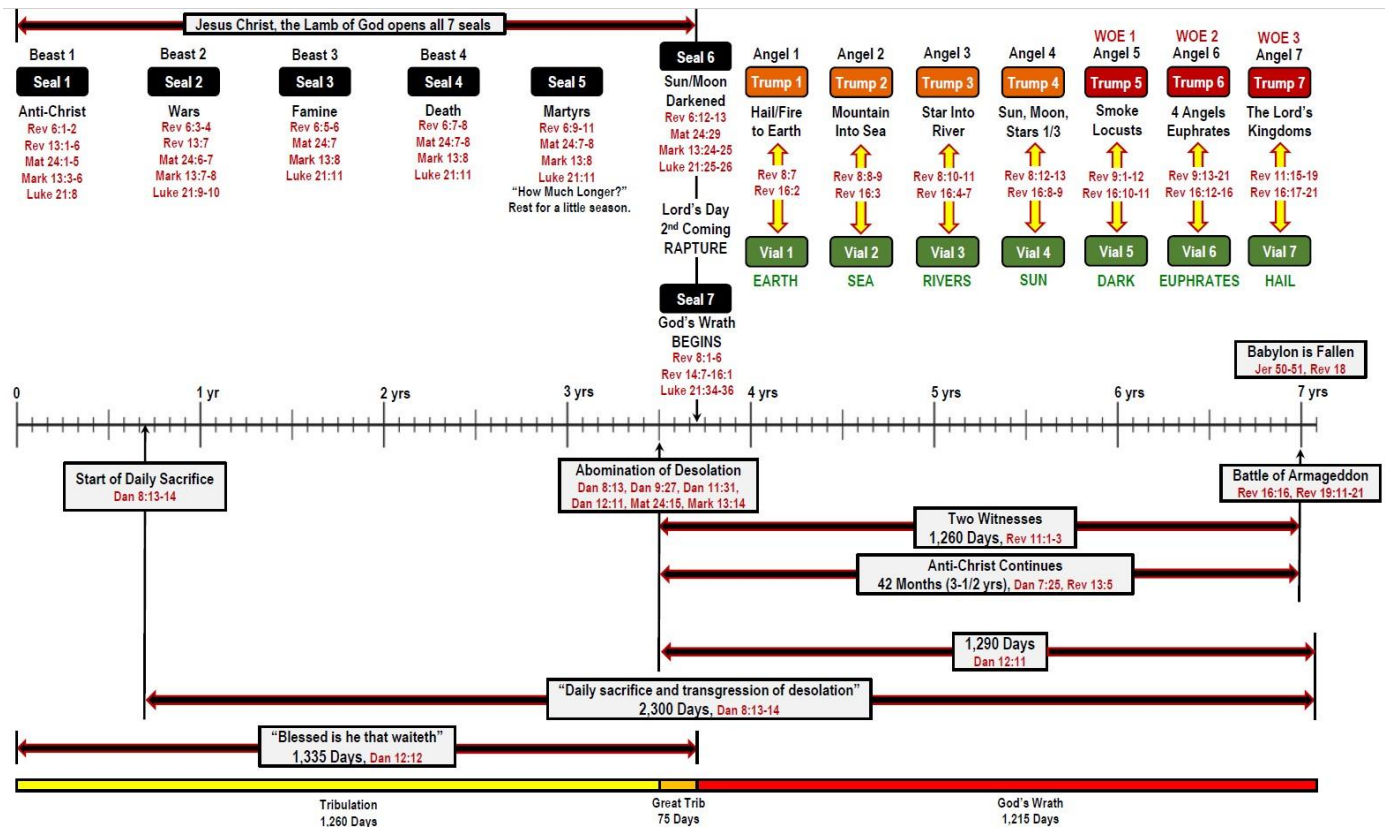 Jesus Christ, the Lamb of God opens all 7 seals
Beast 1
Seal 1
Anti-Christ
Rev 6:1-2
Rev 13:1-6
Mat 24:1-5
Mark 13:3-6
Luke 21:8
Beast 2
Seal 2
Wars
Rev 6:3-4
Rev 13:7
Mat 24:6-7
Mark 13:7-8
Luke 21:9-10
Beast 3
Seal 3
Famine
Rev 6:5-6
Mat 24:7
Mark 13:8
Luke 21:11
Beast 4
Seal 4
Death
Rev 6:7-8
Mat 24:7-8
Mark 13:8
Luke 21:11
Seal 5
Martyrs
Rev 6:9-11
Mat 24:7-8
Mark 13:8
Luke 21:11
“How Much Longer?”
Rest for a little season.
Seal 6
Sun/Moon
Darkened
Rev 6:12-13
Mat 24:29
Mark 13:24-25
Luke 21:25-26
Lord’s Day
2nd Coming
RAPTURE
Seal 7
God’s Wrath
BEGINS
Rev 8:1-6
Rev 14:7-16:1
Luke 21:34-36
Angel 1
Trump 1
Hail/Fire
to Earth
Rev 8:7
Rev 16:2
Vial 1
EARTH
Angel 2
Trump 2
Mountain
Into Sea
Rev 8:8-9
Rev 16:3
Vial 2
SEA
Angel 3
Trump 3
Star Into
River
Rev 8:10-11
Rev 16:4-7
Vial 3
RIVERS
Angel 4
Trump 4
Sun, Moon,
Stars 1/3
Rev 8:12-13
Rev 16:8-9
Vial 4
SUN
WOE 1
Angel 5
Trump 5
Smoke
Locusts
Rev 9:1-12
Rev 16:10-11
Vial 5
DARK
WOE 2
Angel 6
Trump 6
4 Angels
Euphrates
Rev 9:13-21
Rev 16:12-16
Vial 6
EUPHRATES
WOE 3
Angel 7
Trump 7
The Lord’s
Kingdoms
Rev 11:15-19
Rev 16:17-21
Vial 7
HAIL
Babylon is Fallen
Jer 50-51, Rev 18
0
1 yr
2 yrs
3 yrs
4 yrs
5 yrs
6 yrs
7 yrs
Start of Daily Sacrifice
Dan 8:13-14
Abomination of Desolation
Dan 8:13, Dan 9:27, Dan 11:31,
Dan 12:11, Mat 24:15, Mark 13:14
Battle of Armageddon
Rev 16:16, Rev 19:11-21
Two Witnesses
1,260 Days, Rev 11:1-3
Anti-Christ Continues
42 Months (3-1/2 yrs), Dan 7:25, Rev 13:5
1,290 Days
Dan 12:11
“Daily sacrifice and transgression of desolation”
2,300 Days, Dan 8:13-14
“Blessed is he that waiteth”
1,335 Days, Dan 12:12
Tribulation
1,260 Days
Great Trib
75 Days
God’s Wrath
1,215 Days